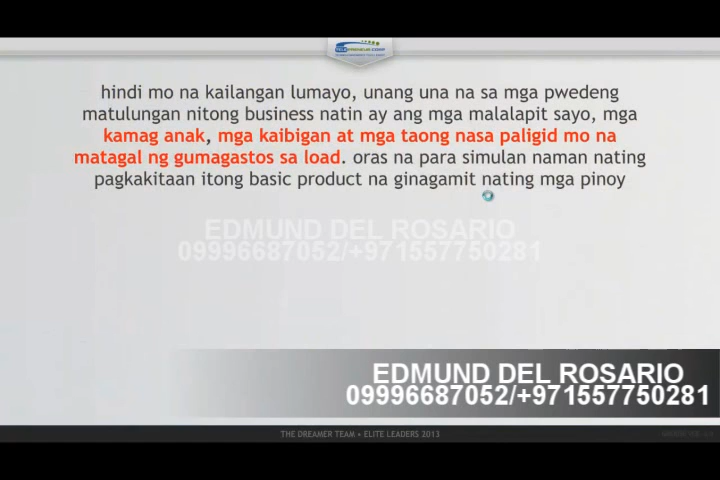 hindi mo na kailangan lumayo, unang una na sa mga pwedeng
matulungan nitong business natin ay ang mga malalapit sayo, mga
kamag anak, mga kaibigan at mga taong nasa paligid mo na
matagal ng gumagastos sa load. oras na para simulan naman nating
pagkakitaan itong basic product na ginagamit nating mga pinoy
EDMUND DEL ROSARIO
09996687052/+971557750281
EDMUND DEL ROSARIO
09996687052/+971557750281
THE DREAMER TEAM • ELITE LEADERS 2013